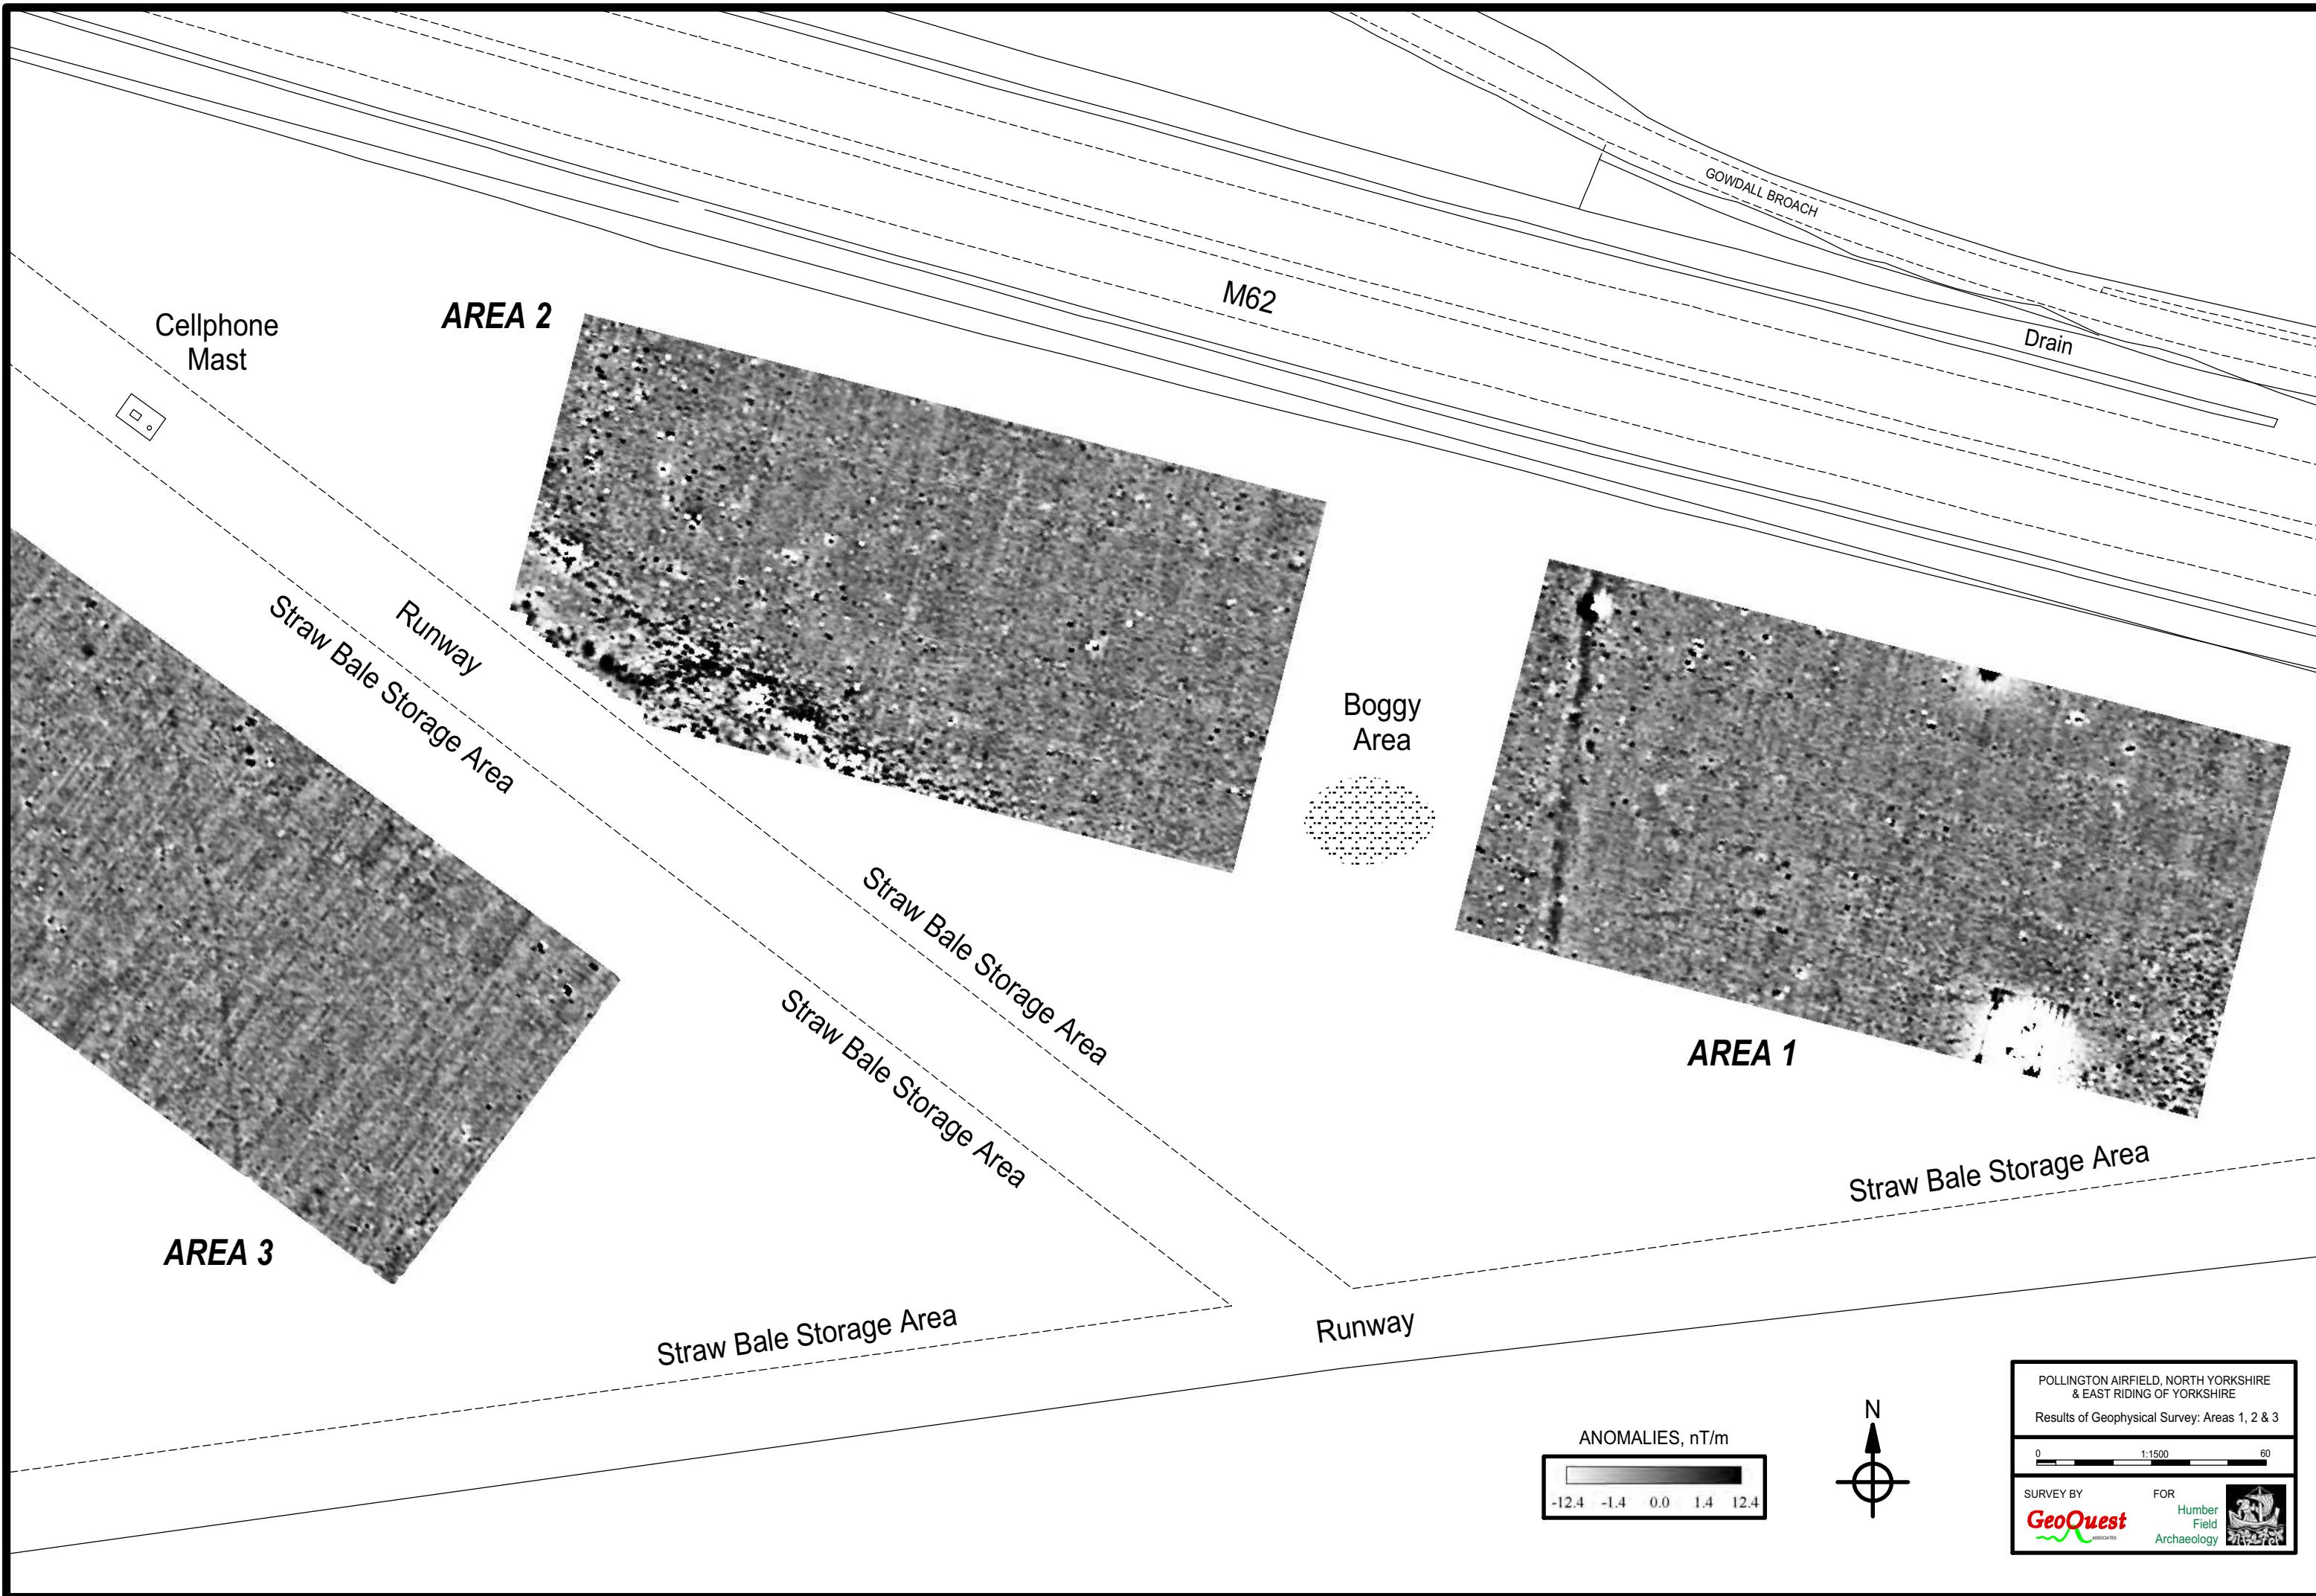 GOWDALL BROACH
M62
Drain
Cellphone
Mast
AREA 2
Runway
Straw Bale Storage Area
Boggy
Area
Straw Bale Storage Area
Straw Bale Storage Area
AREA 1
Straw Bale Storage Area
AREA 3
Straw Bale Storage Area
Runway
ANOMALIES, nT/m
-12.4 -1.4 0.0 1.4 12.4
N
POLLINGTON AIRFIELD, NORTH YORKSHIRE
& EAST RIDING OF YORKSHIRE
Results of Geophysical Survey: Areas 1, 2 & 3
0 1:1500 60
SURVEY BY
GeoQuest
ASSOCIATES
FOR
Humber
Field
Archaeology